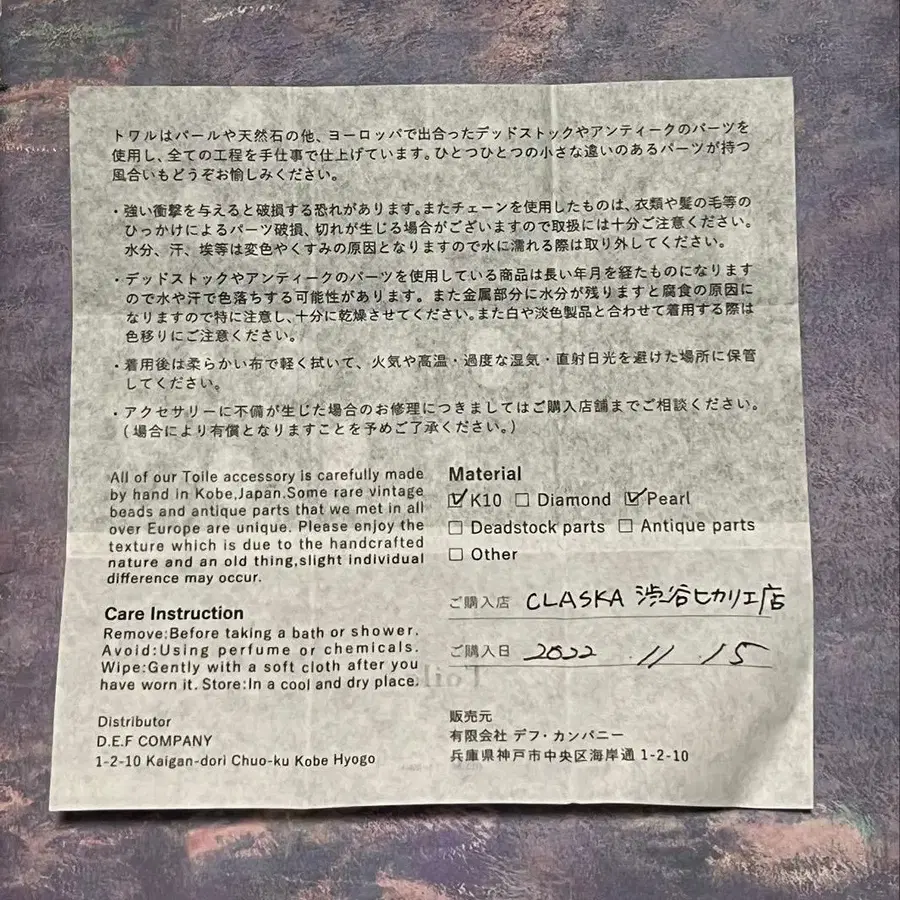 トワルはパールや天然石の他、ヨーロッパで出合ったデッドストックやアンティークのパーツを
使用し、全ての工程を手仕事で仕上げています。ひとつひとつの小さな違いのあるパーツが持つ
風合いもどうぞお愉しみください。
・強い衝撃を与えると破損する恐れがあります。またチェーンを使用したものは、衣類や髪の毛等の
ひっかけによるパーツ破損、切れが生じる場合がございますので取扱には十分ご注意ください。
水分、汗、埃等は変色やくすみの原因となりますので水に濡れる際は取り外してください。
・デッドストックやアンティークのパーツを使用している商品は長い年月を経たものになります
ので水や汗で色落ちする可能性があります。また金属部分に水分が残りますと腐食の原因に
なりますので特に注意し、十分に乾燥させてください。また白や淡色製品と合わせて着用する際は
色移りにご注意ください。
・着用後は柔らかい布で軽く拭いて、火気や高温・過度な湿気・直射日光を避けた場所に保管
してください。
・アクセサリーに不備が生じた場合のお修理につきましてはご購入店舗までご相談ください。
(場合により有償となりますことを予めご了承ください。)
All of our Toile accessory is carefully made
by hand in Kobe,Japan.Some rare vintage
beads and antique parts that we met in all
over Europe are unique. Please enjoy the
texture which is due to the handcrafted
nature and an old thing,slight individual
difference may occur.
Care Instruction
Remove:Before taking a bath or shower.
Avoid:Using perfume or chemicals.
Wipe:Gently with a soft cloth after you
have worn it. Store:In a cool and dry place.
Distributor
D.E.F COMPANY
1-2-10 Kaigan-dori Chuo-ku Kobe Hyogo
Material
☑K10 ☐ Diamond ☑Pearl
☐ Deadstock parts ☐ Antique parts
☐ Other
ご購入店 CLASKA 渋谷ヒカリエ店
ご購入日 2022 . 11 . 15
販売元
有限会社 デフ・カンパニー
兵庫県神戸市中央区海岸通 1-2-10